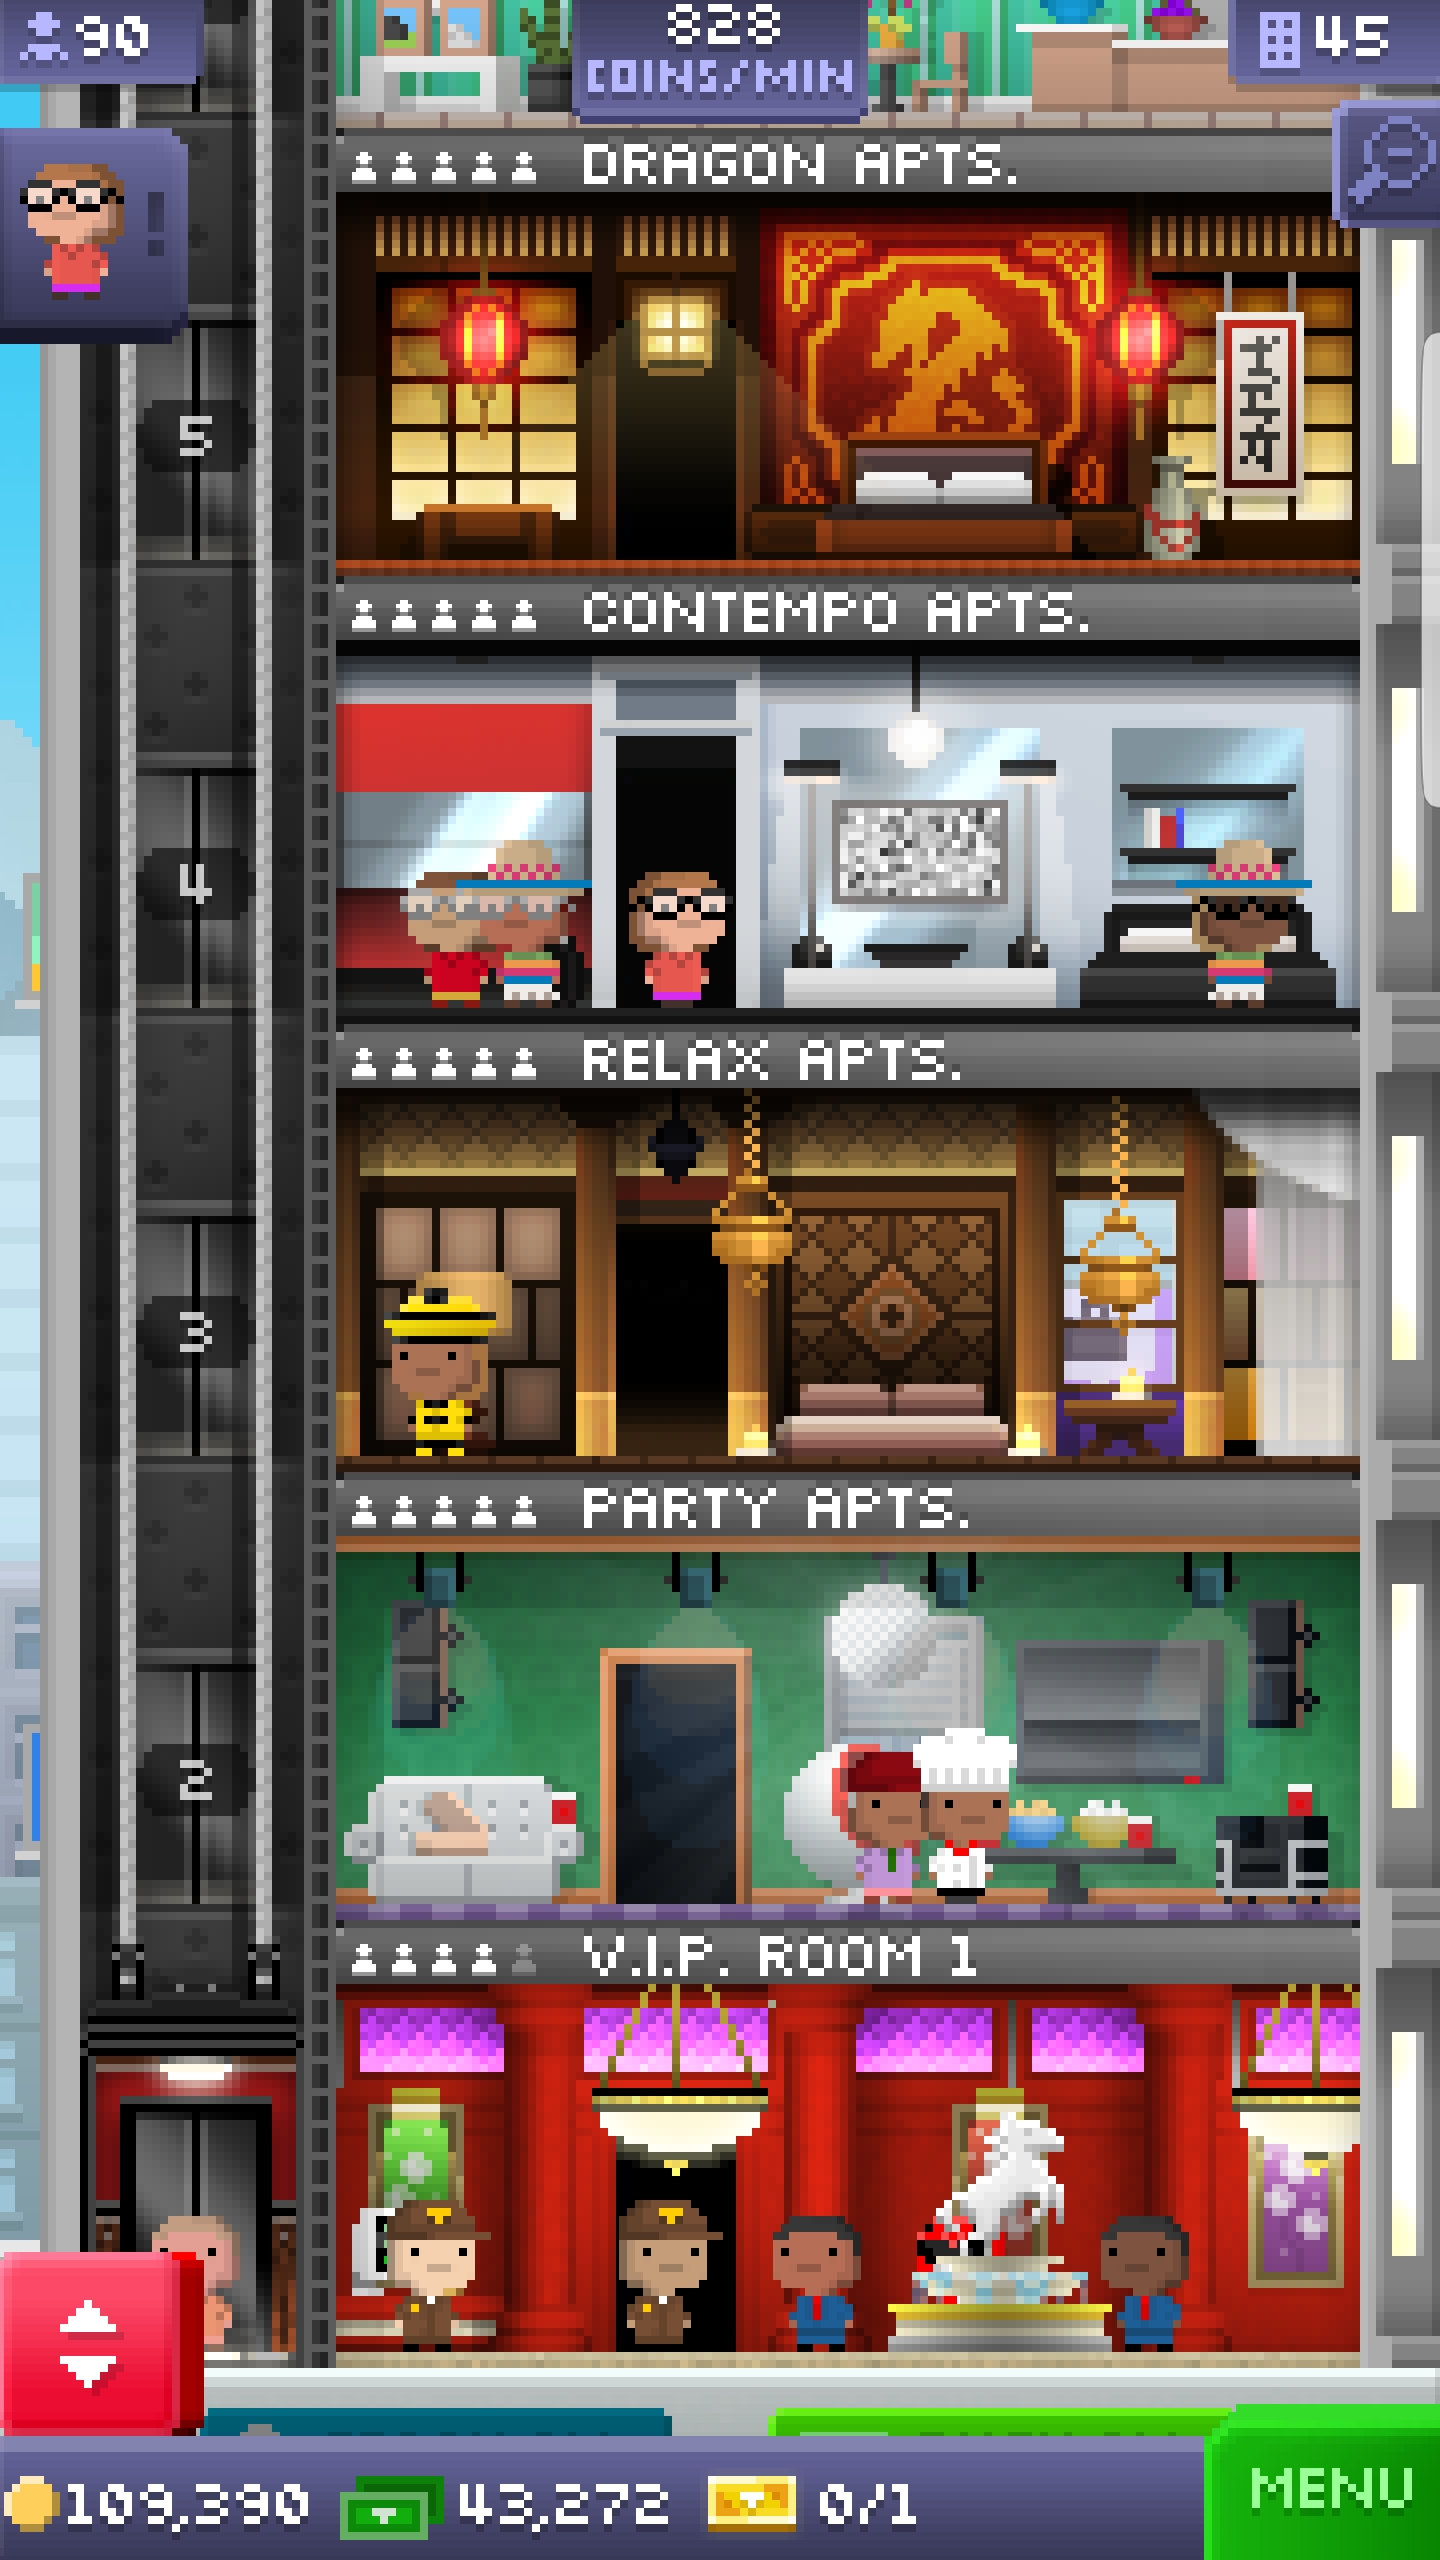 90
828
COINS/MIN
45
!
DRAGON APTS.
5
CONTEMPO APTS.
4
RELAX APTS.
3
PARTY APTS.
2
V.I.P. ROOM 1
109,390
43,272
0/1
MENU